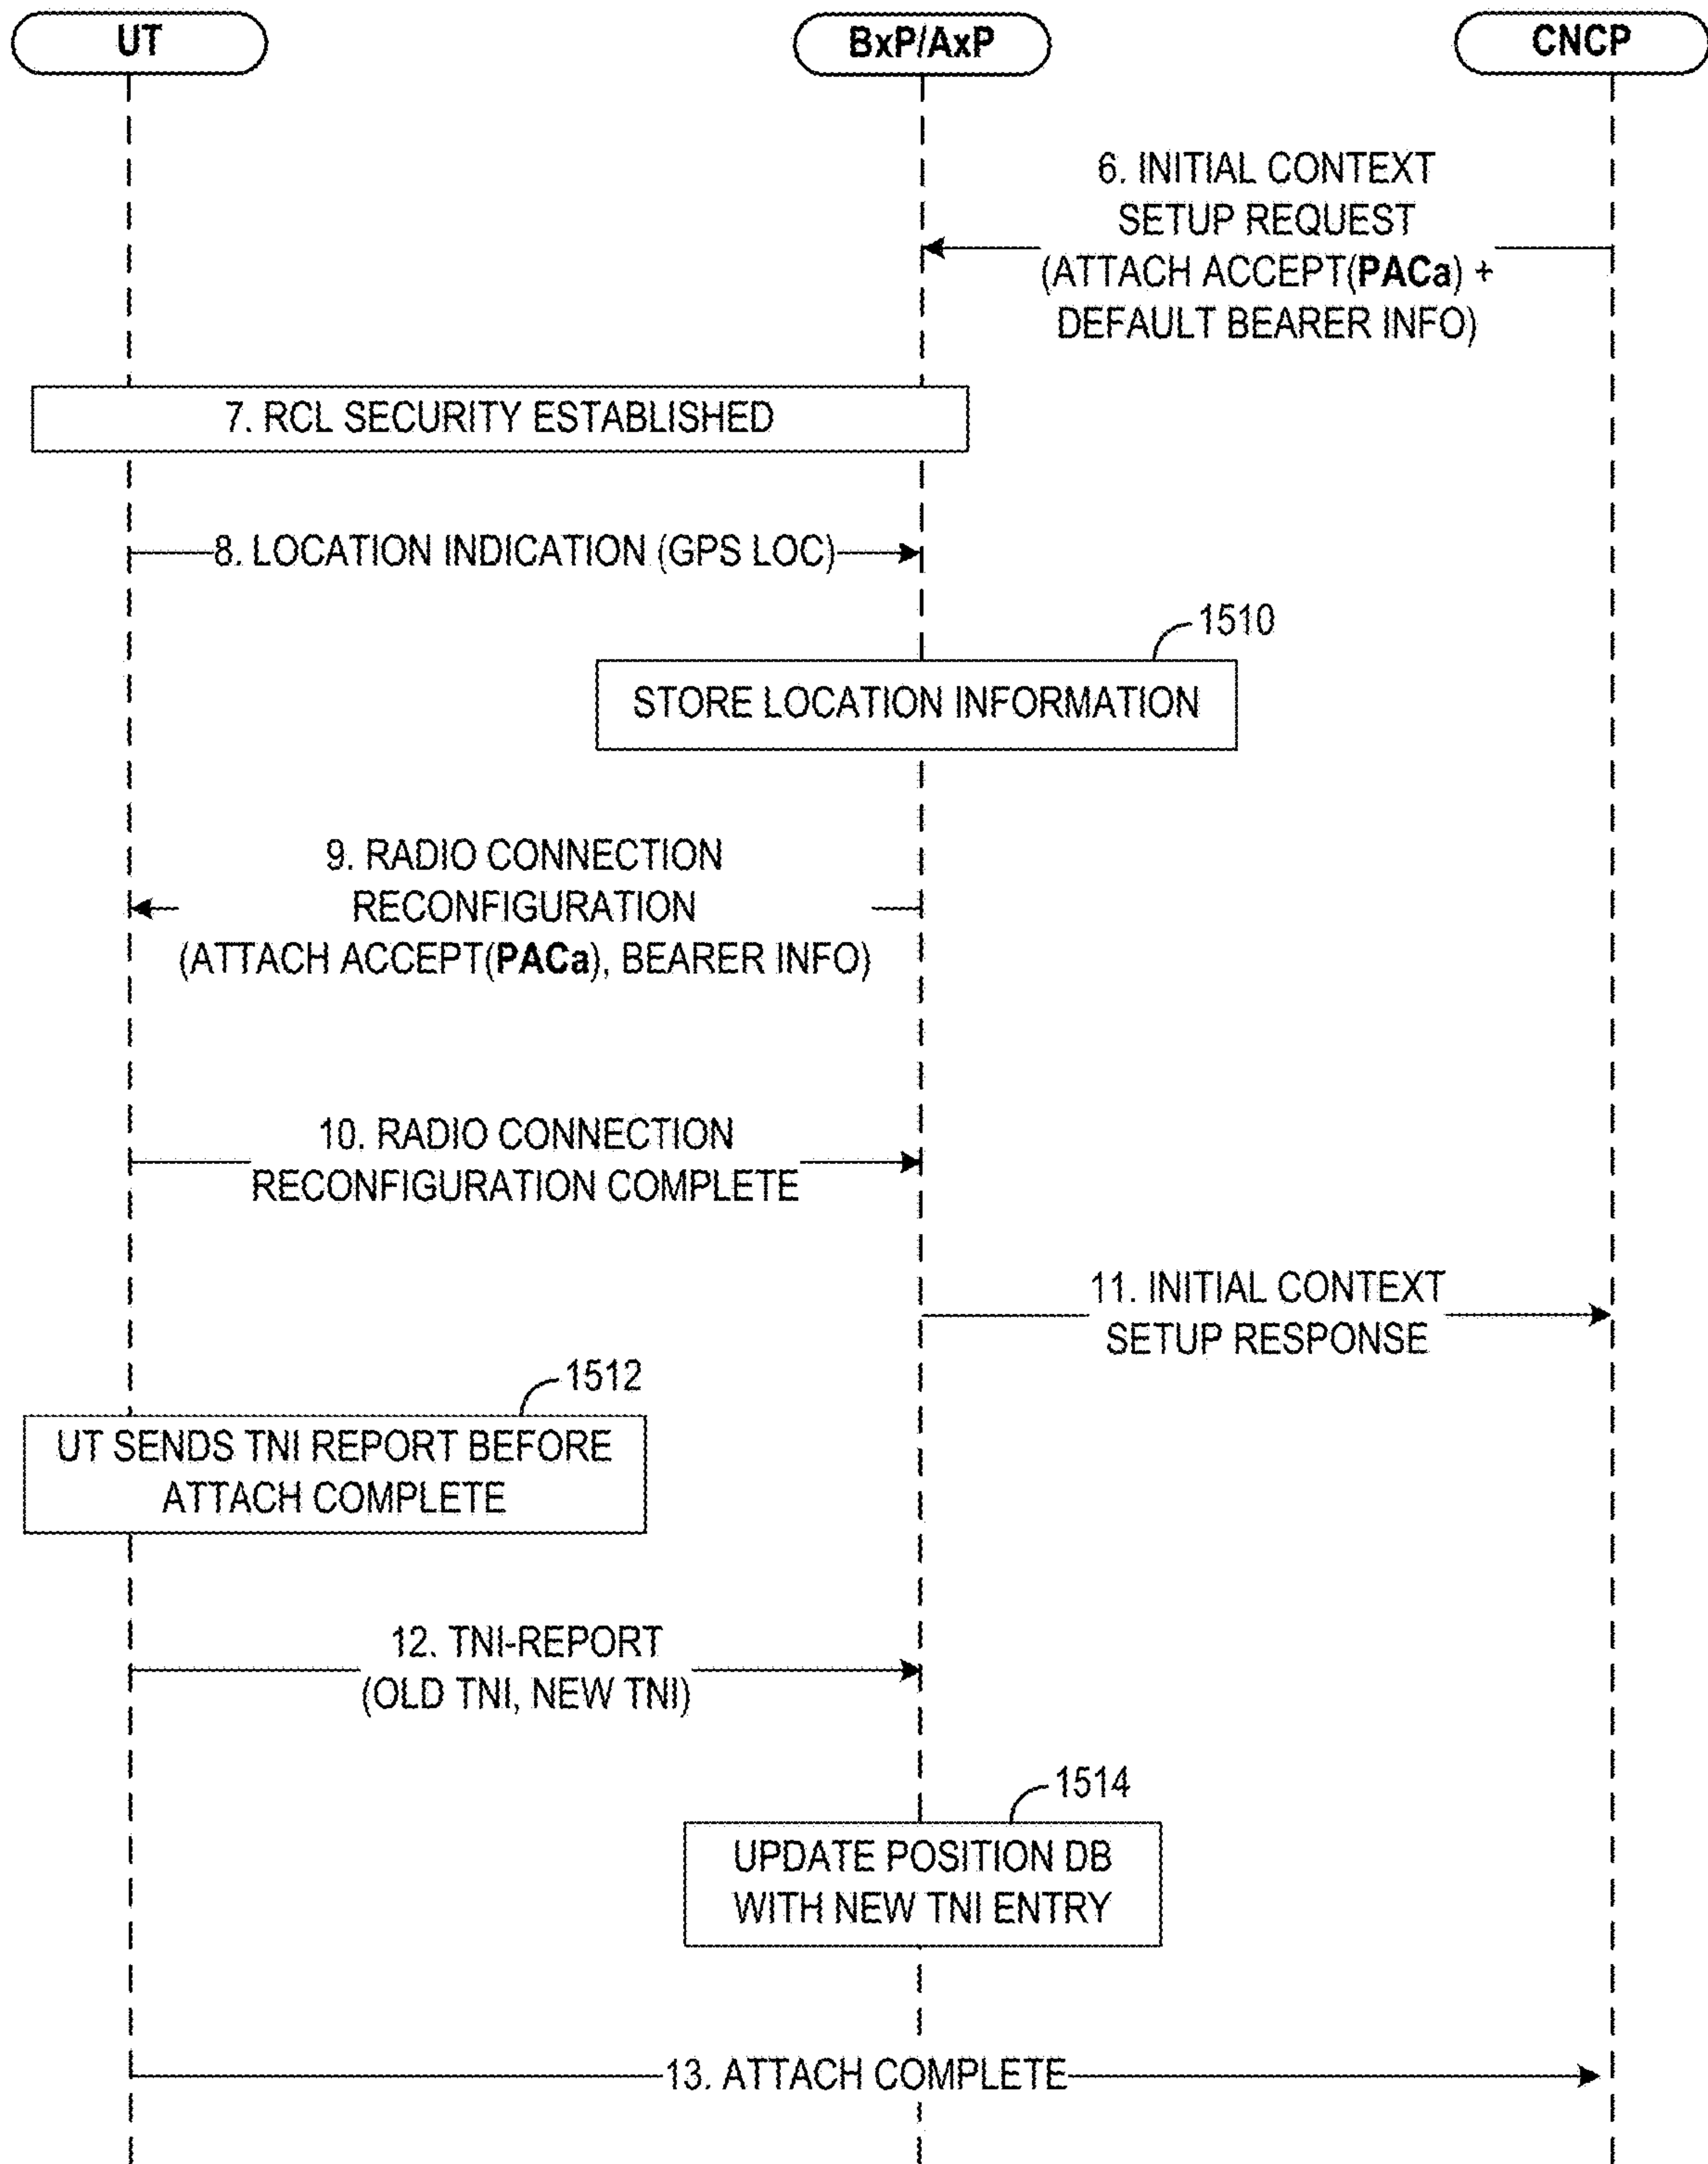 UT
BxP/AxP
CNCP
6. INITIAL CONTEXT
SETUP REQUEST
(ATTACH ACCEPT(PACa) +
DEFAULT BEARER INFO)
7. RCL SECURITY ESTABLISHED
8. LOCATION INDICATION (GPS LOC)
1510
STORE LOCATION INFORMATION
9. RADIO CONNECTION
RECONFIGURATION
(ATTACH ACCEPT(PACa), BEARER INFO)
10. RADIO CONNECTION
RECONFIGURATION COMPLETE
11. INITIAL CONTEXT
SETUP RESPONSE
1512
UT SENDS TNI REPORT BEFORE
ATTACH COMPLETE
12. TNI-REPORT
(OLD TNI, NEW TNI)
1514
UPDATE POSITION DB
WITH NEW TNI ENTRY
13. ATTACH COMPLETE